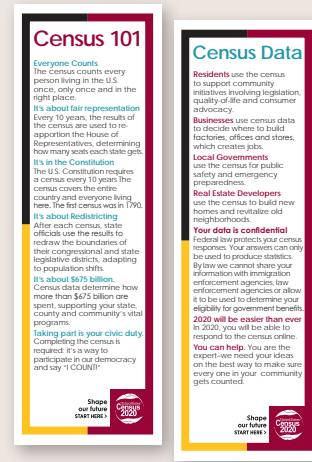 Census 101
Everyone Counts
The census counts every
person living in the U.S.
once, only once and in the
right place.
It's about fair representation
Every 10 years, the results of
the census are used to re-
apportion the House of
Representatives, determining
how many seats each state gets.
It's in the Constitution
The U.S. Constitution requires
a census every 10 years The
census covers the entire
country and everyone living
here. The first census was in 1790.
It's about Redistricting
After each census, state
officials use the results to
redraw the boundaries of
their congressional and state
legislative districts, adapting
to population shifts.
It's about $675 billion.
Census data determine how
more than $675 billion are
spent, supporting your state,
county and community's vital
programs.
Taking part is your civic duty.
Completing the census is
required: it's a way to
participate in our democracy
and say "I COUNT!"
Shape
our future
START HERE >
Census
2020
Census Data
Residents use the census
to support community
initiatives involving legislation,
quality-of-life and consumer
advocacy.
Businesses use census data
to decide where to build
factories, offices and stores,
which creates jobs.
Local Governments
use the census for public
safety and emergency
preparedness.
Real Estate Developers
use the census to build new
homes and revitalize old
neighborhoods.
Your data is confidential
Federal law protects your census
responses. Your answers can only
be used to produce statistics.
By law we cannot share your
information with immigration
enforcement agencies, law
enforcement agencies or allow
it to be used to determine your
eligibility for government benefits.
2020 will be easier than ever
In 2020, you will be able to
respond to the census online.
You can help. You are the
expert–we need your ideas
on the best way to make sure
every one in your community
gets counted.
Shape
our future
START HERE >
Census
2020